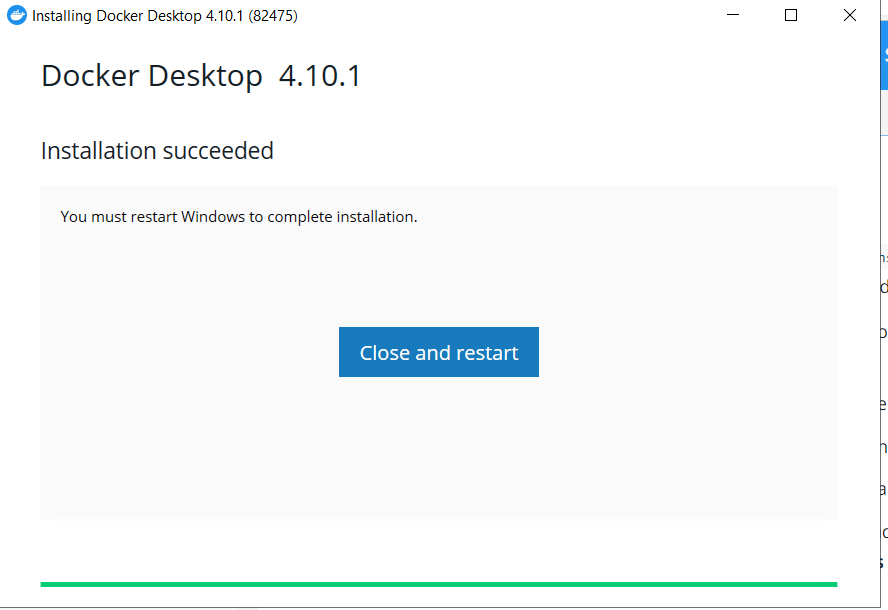 Installing Docker Desktop 4.10.1 (82475)
Docker Desktop 4.10.1
Installation succeeded
You must restart Windows to complete installation.
Close and restart